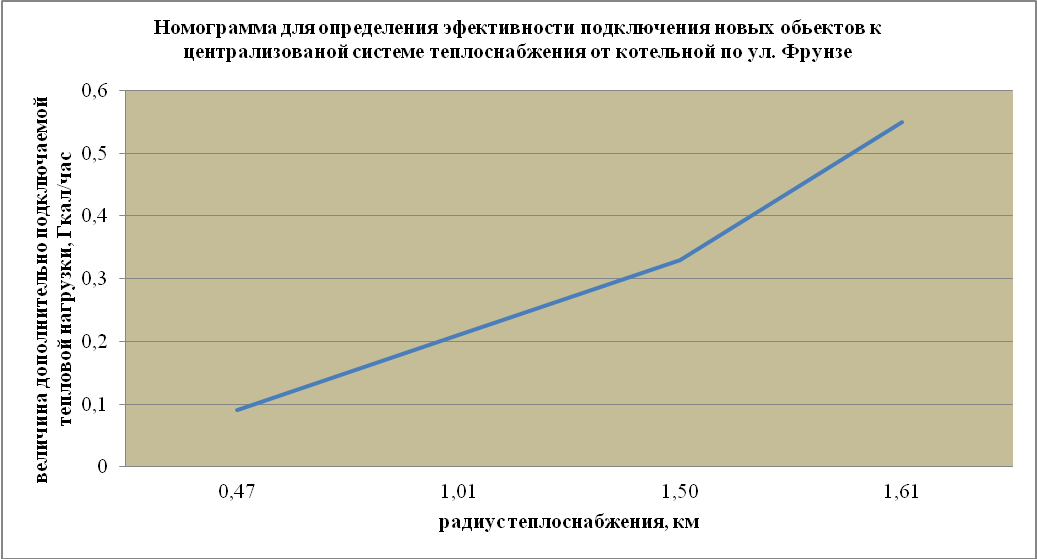 Номограмма для определения эфективности подключения новых обьектов к
централизованой системе теплоснабжения от котельной по ул. Фрунзе
величина дополнительно подключаемой
тепловой нагрузки, Гкал/час
0,6
0,5
0,4
0,3
0,2
0,1
0
0,47 1,01 1,50 1,61
радиус теплоснабжения, км